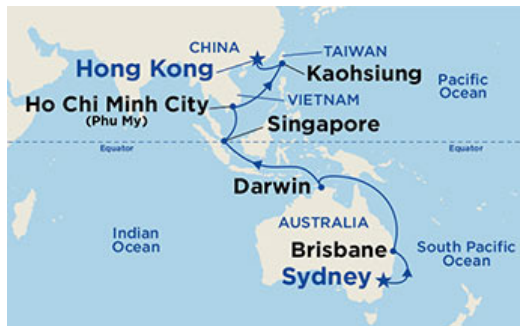 CHINA
TAIWAN
Hong Kong
Kaohsiung
Pacific
Ocean
Ho Chi Minh City
(Phu My)
VIETNAM
Singapore
Equator
Equator
Darwin
Indian
Ocean
AUSTRALIA
Brisbane
South Pacific
Ocean
Sydney